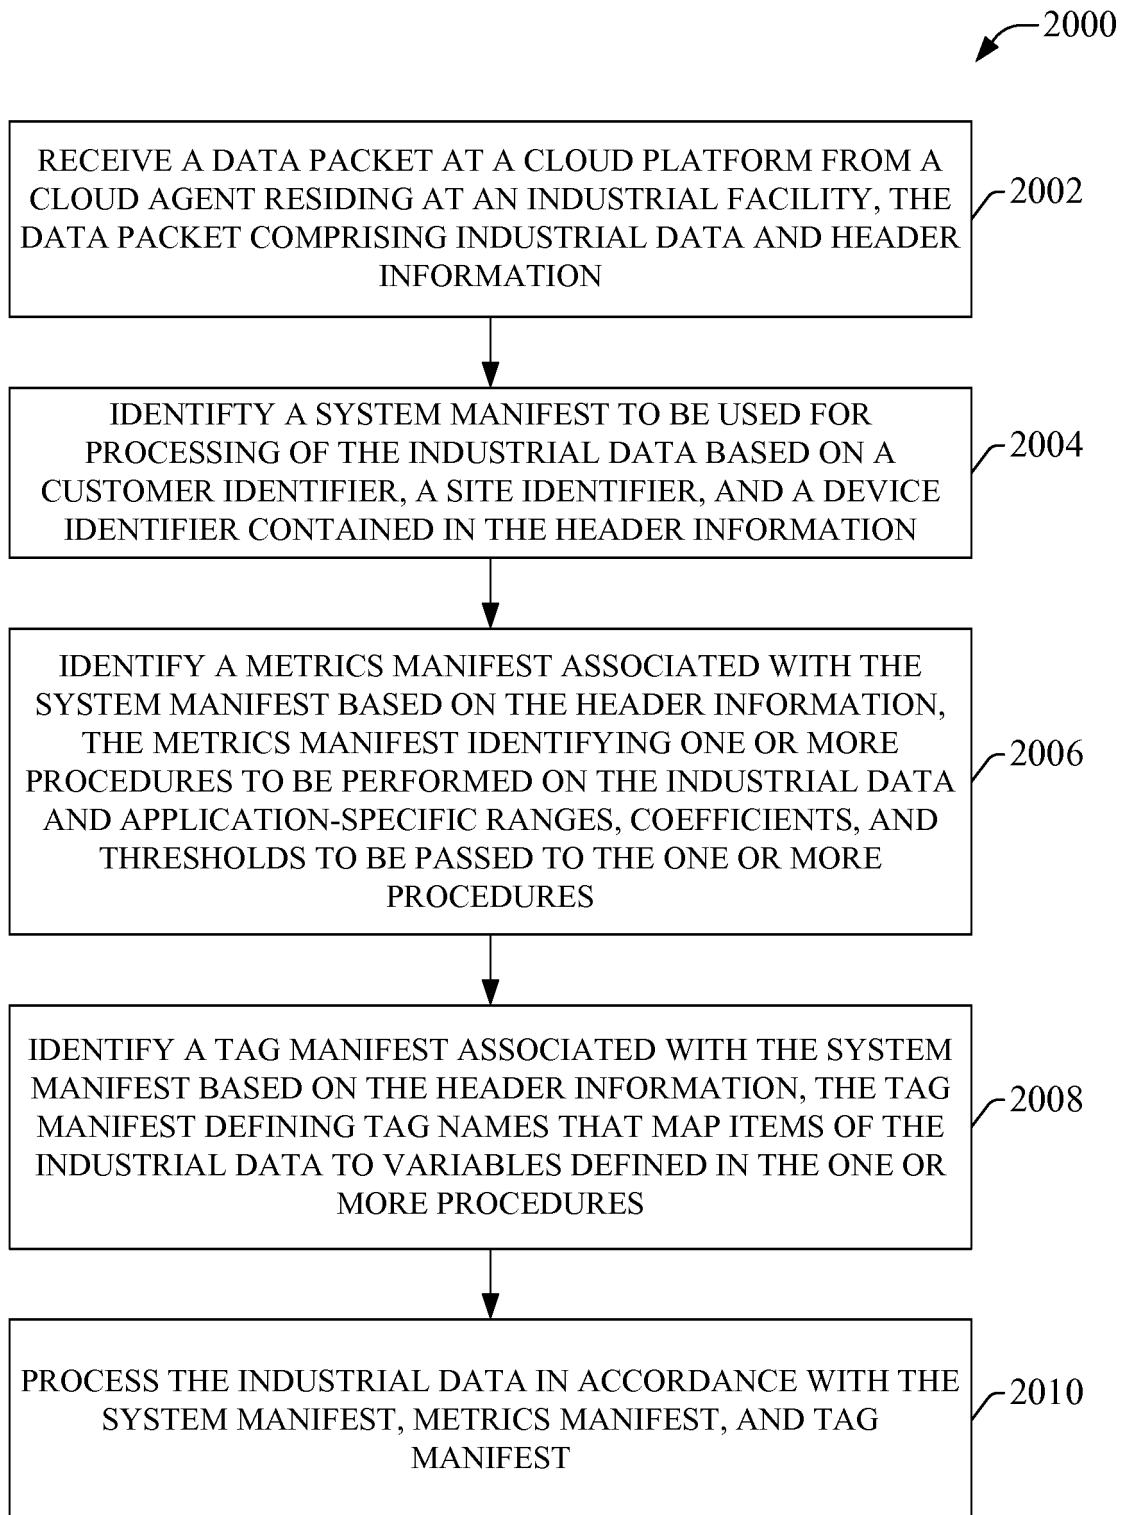 2000
RECEIVE A DATA PACKET AT A CLOUD PLATFORM FROM A
CLOUD AGENT RESIDING AT AN INDUSTRIAL FACILITY, THE
DATA PACKET COMPRISING INDUSTRIAL DATA AND HEADER
INFORMATION
2002
IDENTIFTY A SYSTEM MANIFEST TO BE USED FOR
PROCESSING OF THE INDUSTRIAL DATA BASED ON A
CUSTOMER IDENTIFIER, A SITE IDENTIFIER, AND A DEVICE
IDENTIFIER CONTAINED IN THE HEADER INFORMATION
2004
IDENTIFY A METRICS MANIFEST ASSOCIATED WITH THE
SYSTEM MANIFEST BASED ON THE HEADER INFORMATION,
THE METRICS MANIFEST IDENTIFYING ONE OR MORE
PROCEDURES TO BE PERFORMED ON THE INDUSTRIAL DATA
AND APPLICATION-SPECIFIC RANGES, COEFFICIENTS, AND
THRESHOLDS TO BE PASSED TO THE ONE OR MORE
PROCEDURES
2006
IDENTIFY A TAG MANIFEST ASSOCIATED WITH THE SYSTEM
MANIFEST BASED ON THE HEADER INFORMATION, THE TAG
MANIFEST DEFINING TAG NAMES THAT MAP ITEMS OF THE
INDUSTRIAL DATA TO VARIABLES DEFINED IN THE ONE OR
MORE PROCEDURES
2008
PROCESS THE INDUSTRIAL DATA IN ACCORDANCE WITH THE
SYSTEM MANIFEST, METRICS MANIFEST, AND TAG
MANIFEST
2010